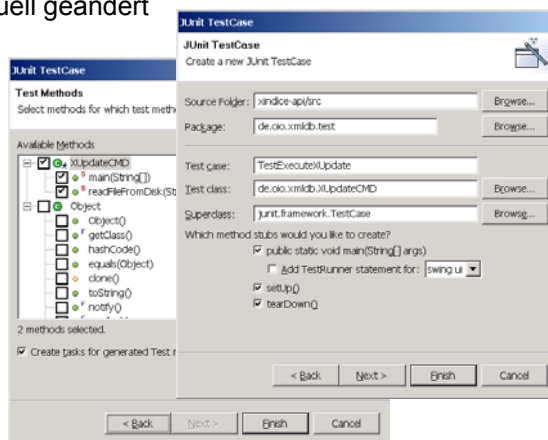 uell geändert
JUnit TestCase
JUnit TestCase
Create a new JUnit TestCase
Source Folder: xindice-api/src Browse...
Package: de.oio.xmldb.test Browse...
Test case: TestExecuteXUpdate
Test class: de.oio.xmldb.XUpdateCMD Browse...
Superclass: junit.framework.TestCase Browse...
Which method stubs would you like to create?
public static void main(String[] args)
Add TestRunner statement for: swing ui
setUp()
tearDown()
< Back Next > Finish Cancel
JUnit TestCase
Test Methods
Select methods for which test meth
Available Methods
XUpdateCMD
main(String[])
readFileFromDisk(St
Object
Object()
getClass()
hashCode()
equals(Object)
clone()
toString()
notify()
2 methods selected.
Create tasks for generated Test
< Back Next > Finish Cancel